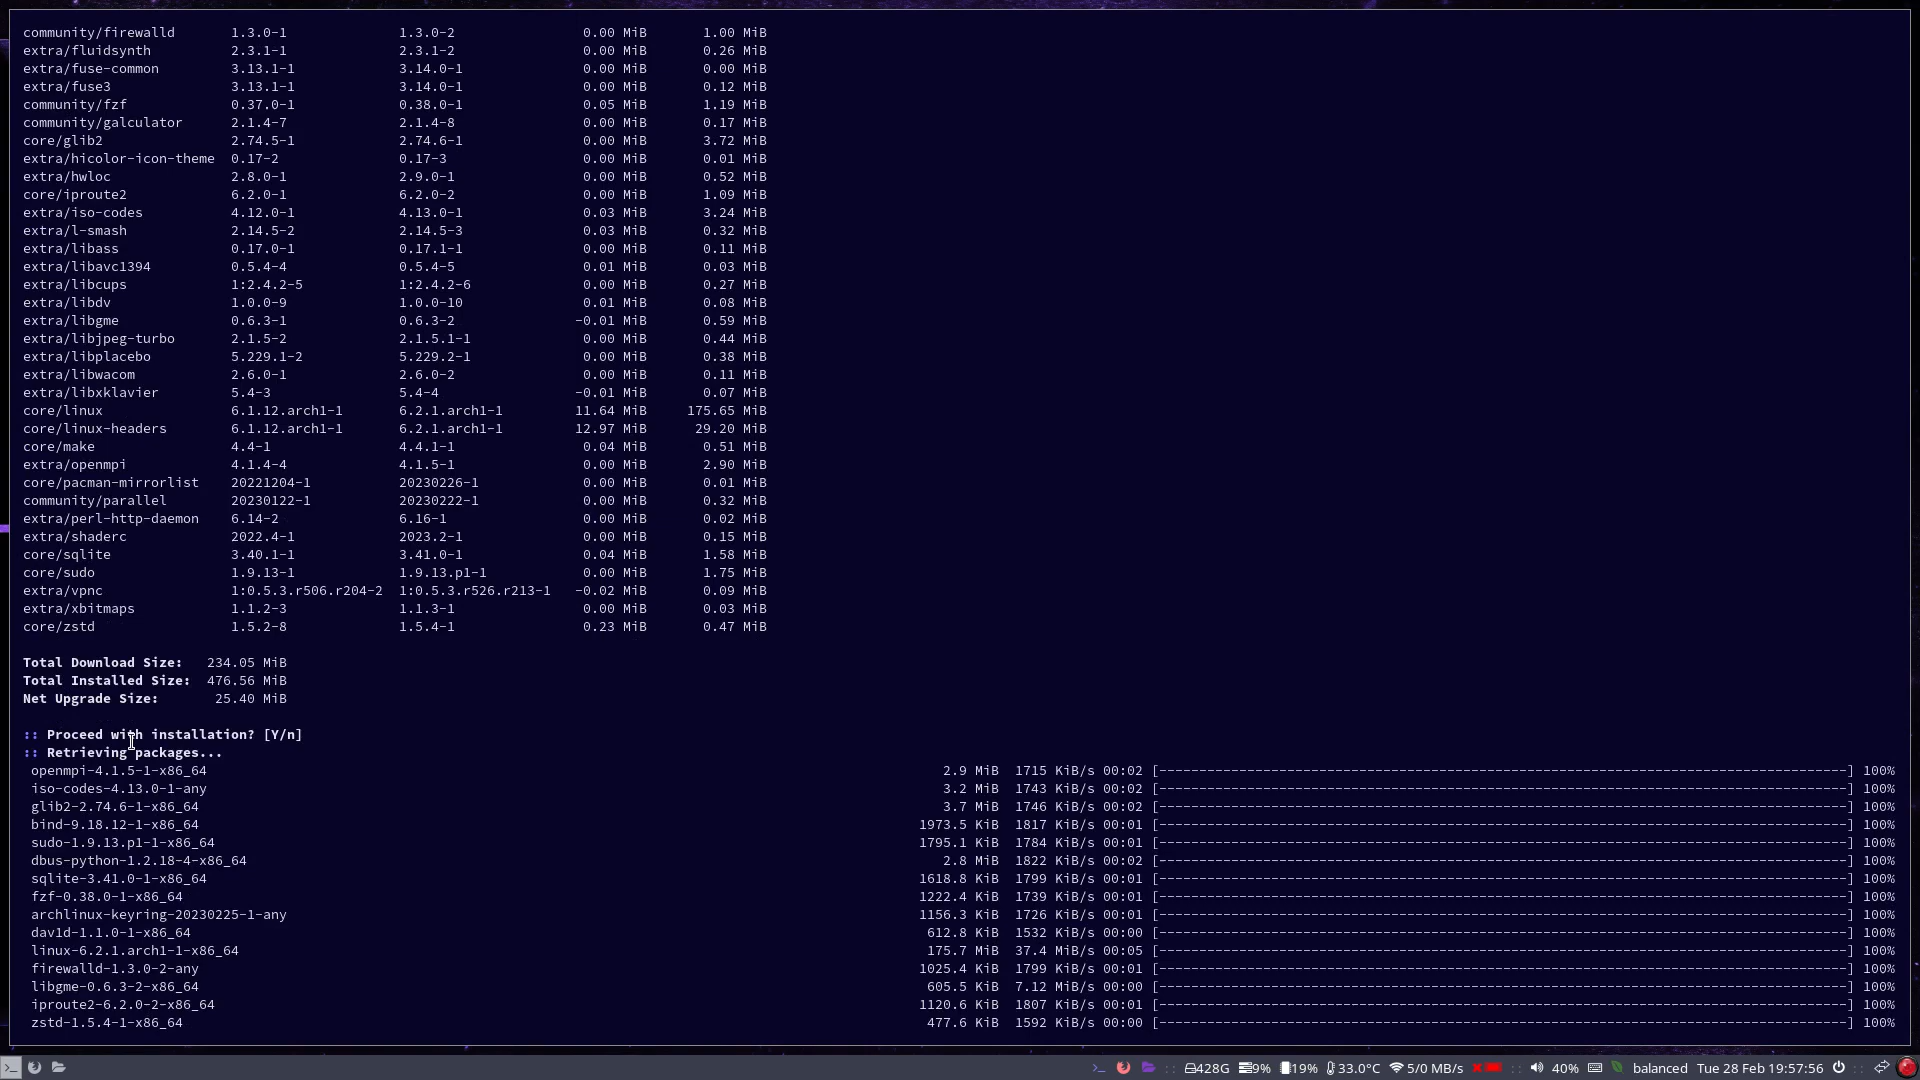 community/firewalld 1.3.0-1 1.3.0-2 0.00 MiB 1.00 MiB
extra/fluidsynth 2.3.1-1 2.3.1-2 0.00 MiB 0.26 MiB
extra/fuse-common 3.13.1-1 3.14.0-1 0.00 MiB 0.00 MiB
extra/fuse3 3.13.1-1 3.14.0-1 0.00 MiB 0.12 MiB
community/fzf 0.37.0-1 0.38.0-1 0.05 MiB 1.19 MiB
community/galculator 2.1.4-7 2.1.4-8 0.00 MiB 0.17 MiB
core/glib2 2.74.5-1 2.74.6-1 0.00 MiB 3.72 MiB
extra/hicolor-icon-theme 0.17-2 0.17-3 0.00 MiB 0.01 MiB
extra/hwloc 2.8.0-1 2.9.0-1 0.00 MiB 0.52 MiB
core/iproute2 6.2.0-1 6.2.0-2 0.00 MiB 1.09 MiB
extra/iso-codes 4.12.0-1 4.13.0-1 0.03 MiB 3.24 MiB
extra/l-smash 2.14.5-2 2.14.5-3 0.03 MiB 0.32 MiB
extra/libass 0.17.0-1 0.17.1-1 0.00 MiB 0.11 MiB
extra/libavc1394 0.5.4-4 0.5.4-5 0.01 MiB 0.03 MiB
extra/libcups 1:2.4.2-5 1:2.4.2-6 0.00 MiB 0.27 MiB
extra/libdv 1.0.0-9 1.0.0-10 0.01 MiB 0.08 MiB
extra/libgme 0.6.3-1 0.6.3-2 -0.01 MiB 0.59 MiB
extra/libjpeg-turbo 2.1.5-2 2.1.5.1-1 0.00 MiB 0.44 MiB
extra/libplacebo 5.229.1-2 5.229.2-1 0.00 MiB 0.38 MiB
extra/libwacom 2.6.0-1 2.6.0-2 0.00 MiB 0.11 MiB
extra/libxklavier 5.4-3 5.4-4 -0.01 MiB 0.07 MiB
core/linux 6.1.12.arch1-1 6.2.1.arch1-1 11.64 MiB 175.65 MiB
core/linux-headers 6.1.12.arch1-1 6.2.1.arch1-1 12.97 MiB 29.20 MiB
core/make 4.4-1 4.4.1-1 0.04 MiB 0.51 MiB
extra/openmpi 4.1.4-4 4.1.5-1 0.00 MiB 2.90 MiB
core/pacman-mirrorlist 20221204-1 20230226-1 0.00 MiB 0.01 MiB
community/parallel 20230122-1 20230222-1 0.00 MiB 0.32 MiB
extra/perl-http-daemon 6.14-2 6.16-1 0.00 MiB 0.02 MiB
extra/shaderc 2022.4-1 2023.2-1 0.00 MiB 0.15 MiB
core/sqlite 3.40.1-1 3.41.0-1 0.04 MiB 1.58 MiB
core/sudo 1.9.13-1 1.9.13.p1-1 0.00 MiB 1.75 MiB
extra/vpnc 1:0.5.3.r506.r204-2 1:0.5.3.r526.r213-1 -0.02 MiB 0.09 MiB
extra/xbitmaps 1.1.2-3 1.1.3-1 0.00 MiB 0.03 MiB
core/zstd 1.5.2-8 1.5.4-1 0.23 MiB 0.47 MiB
Total Download Size: 234.05 MiB
Total Installed Size: 476.56 MiB
Net Upgrade Size: 25.40 MiB
:: Proceed with installation? [Y/n]
:: Retrieving packages...
openmpi-4.1.5-1-x86_64 2.9 MiB 1715 KiB/s 00:02 [--------------------] 100%
iso-codes-4.13.0-1-any 3.2 MiB 1743 KiB/s 00:02 [--------------------] 100%
glib2-2.74.6-1-x86_64 3.7 MiB 1746 KiB/s 00:02 [--------------------] 100%
bind-9.18.12-1-x86_64 1973.5 KiB 1817 KiB/s 00:01 [--------------------] 100%
sudo-1.9.13.p1-1-x86_64 1795.1 KiB 1784 KiB/s 00:01 [--------------------] 100%
dbus-python-1.2.18-4-x86_64 2.8 MiB 1822 KiB/s 00:02 [--------------------] 100%
sqlite-3.41.0-1-x86_64 1618.8 KiB 1799 KiB/s 00:01 [--------------------] 100%
fzf-0.38.0-1-x86_64 1222.4 KiB 1739 KiB/s 00:01 [--------------------] 100%
archlinux-keyring-20230225-1-any 1156.3 KiB 1726 KiB/s 00:01 [--------------------] 100%
dav1d-1.1.0-1-x86_64 612.8 KiB 1532 KiB/s 00:00 [--------------------] 100%
linux-6.2.1.arch1-1-x86_64 175.7 MiB 37.4 MiB/s 00:05 [--------------------] 100%
firewalld-1.3.0-2-any 1025.4 KiB 1799 KiB/s 00:01 [--------------------] 100%
libgme-0.6.3-2-x86_64 605.5 KiB 7.12 MiB/s 00:00 [--------------------] 100%
iproute2-6.2.0-2-x86_64 1120.6 KiB 1807 KiB/s 00:01 [--------------------] 100%
zstd-1.5.4-1-x86_64 477.6 KiB 1592 KiB/s 00:00 [--------------------] 100%
428G 9% 19% 33.0°C 5/0 MB/s 40% balanced Tue 28 Feb 19:57:56